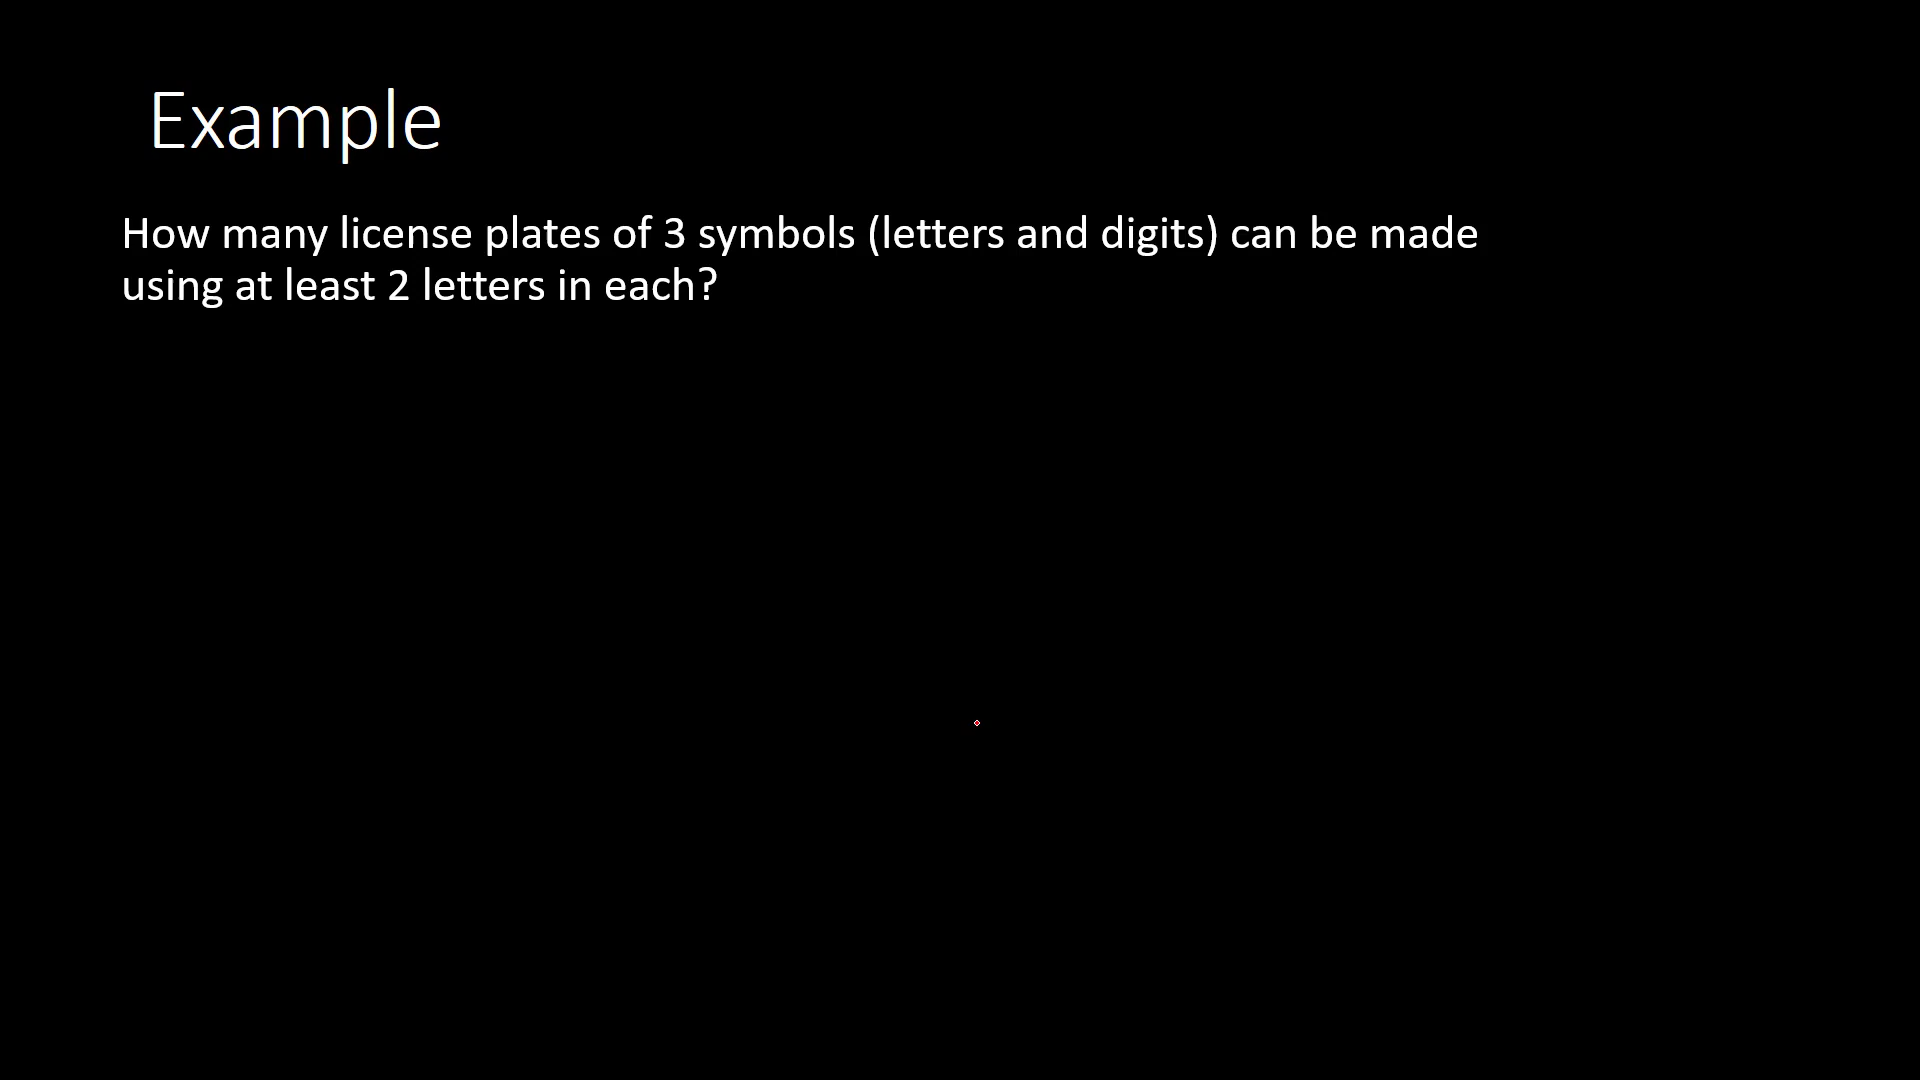 Example
How many license plates of 3 symbols (letters and digits) can be made
using at least 2 letters in each?